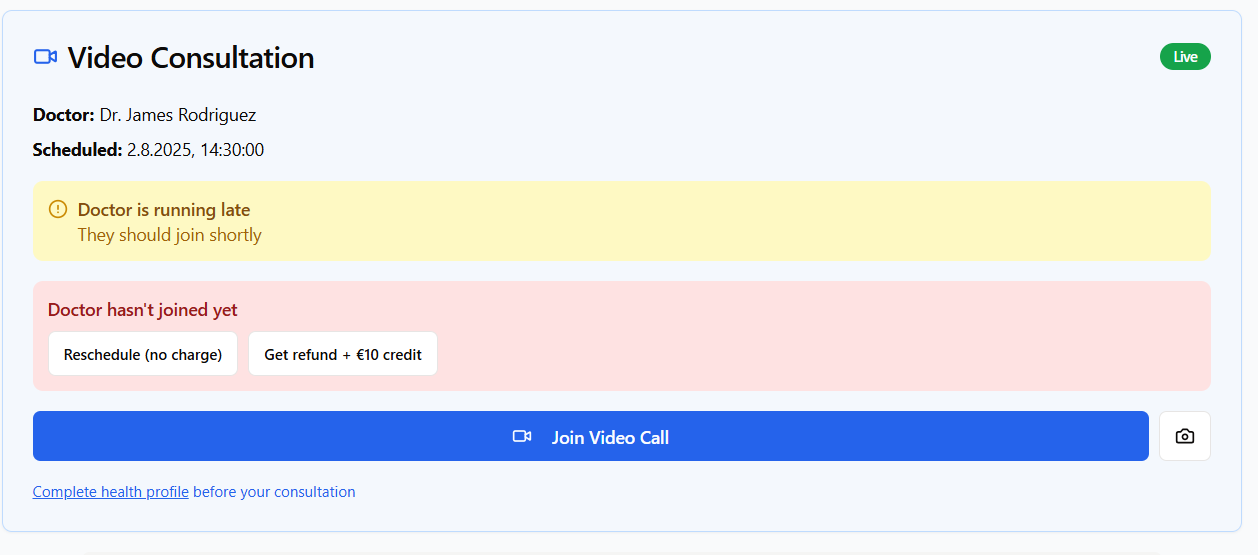 Video Consultation
Live
Doctor: Dr. James Rodriguez
Scheduled: 2.8.2025, 14:30:00
Doctor is running late
They should join shortly
Doctor hasn't joined yet
Reschedule (no charge)
Get refund + €10 credit
Join Video Call
Complete health profile before your consultation